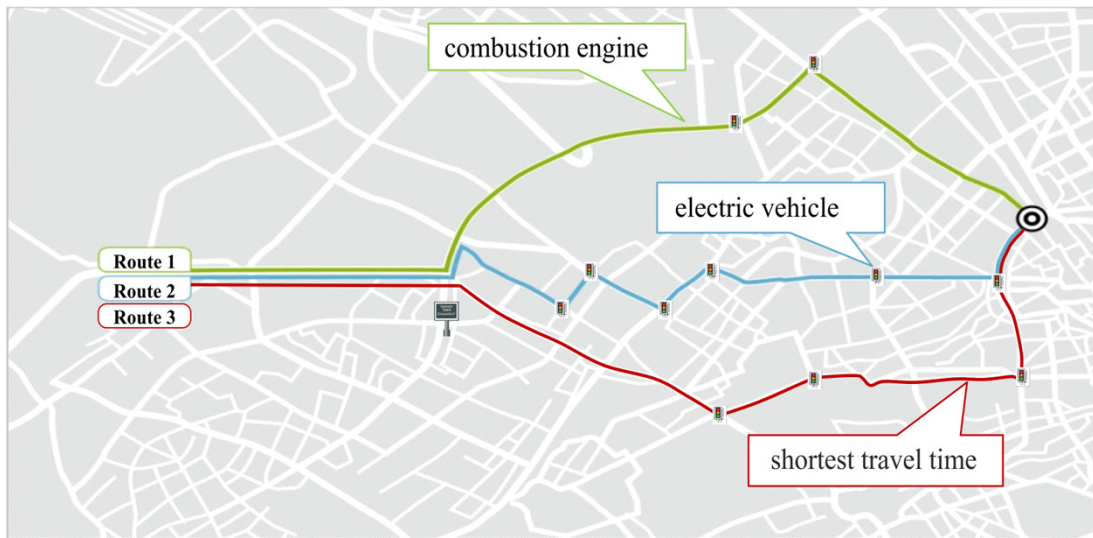 combustion engine
electric vehicle
Route 1
Route 2
Route 3
shortest travel time